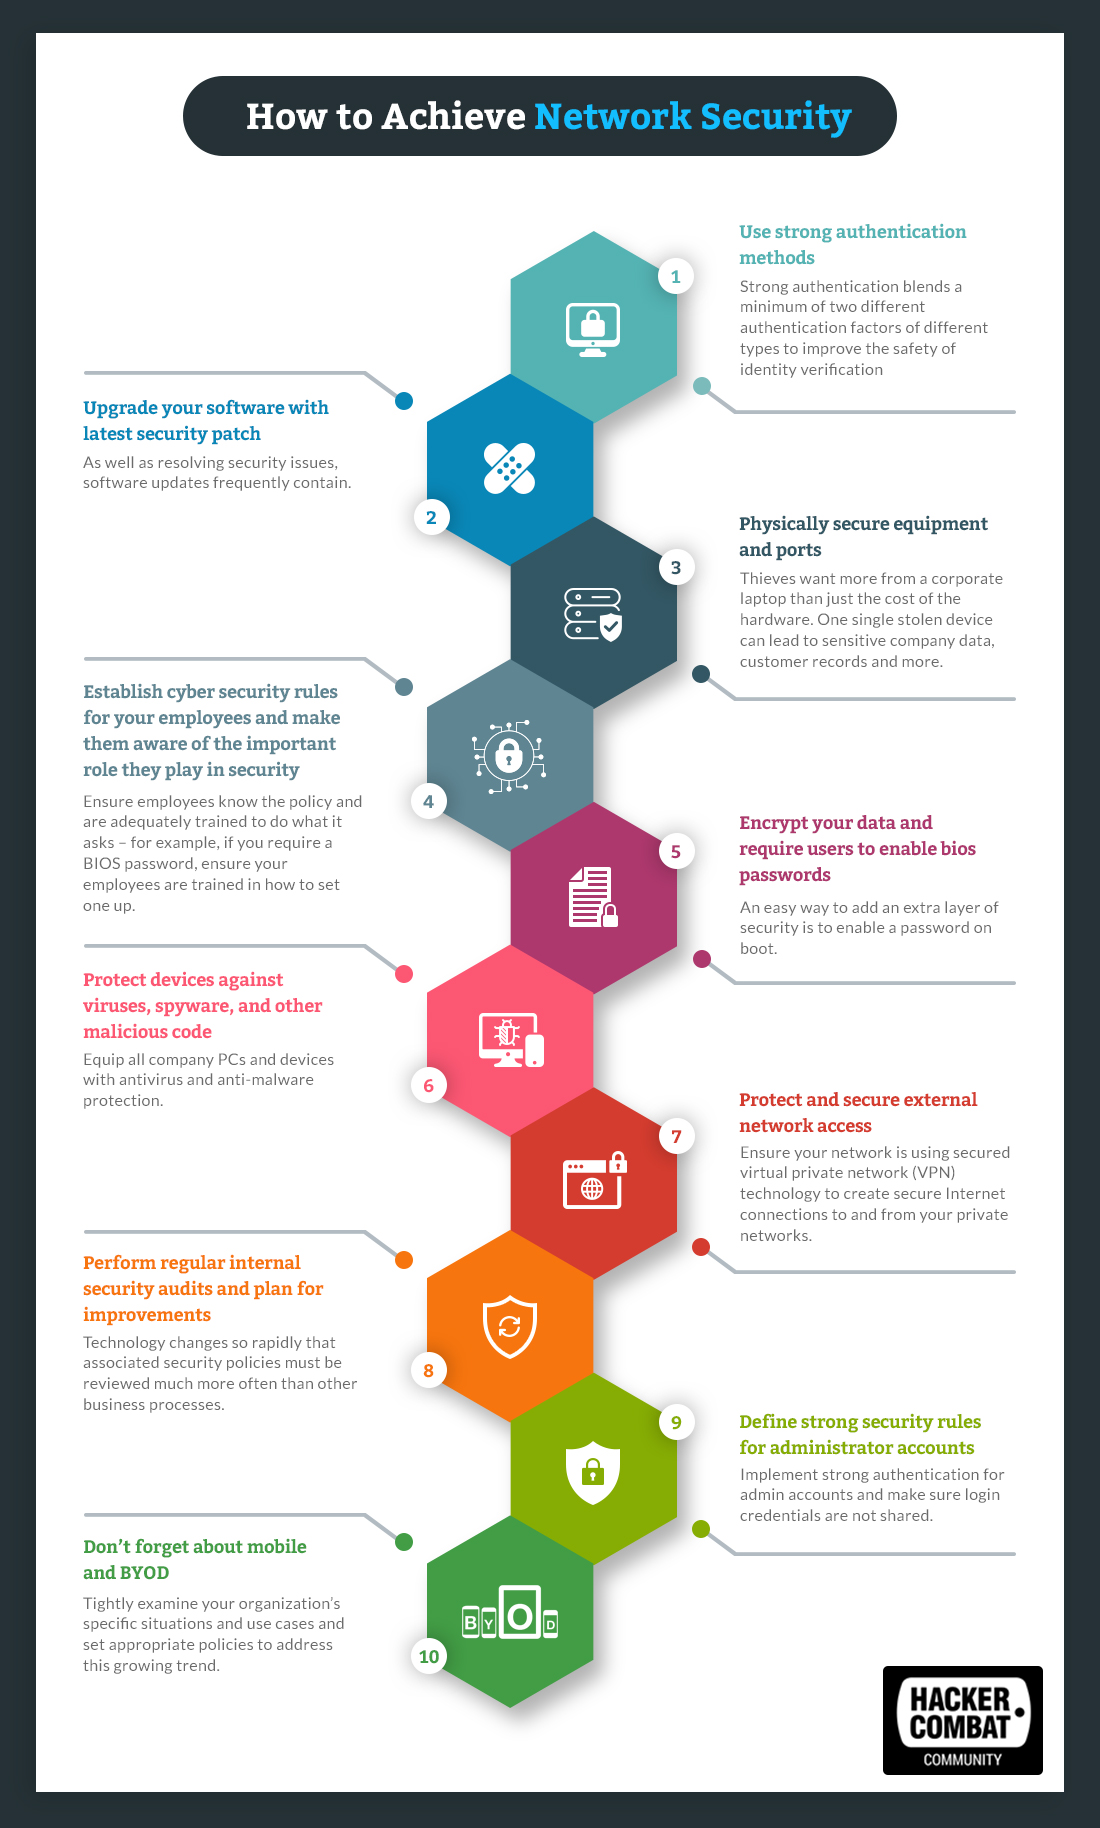 How to Achieve Network Security
1
Use strong authentication
methods
Strong authentication blends a
minimum of two different
authentication factors of different
types to improve the safety of
identity verification
Upgrade your software with
latest security patch
As well as resolving security issues,
software updates frequently contain.
2
3
Physically secure equipment
and ports
Thieves want more from a corporate
laptop than just the cost of the
hardware. One single stolen device
can lead to sensitive company data,
customer records and more.
Establish cyber security rules
for your employees and make
them aware of the important
role they play in security
Ensure employees know the policy and
are adequately trained to do what it
asks – for example, if you require a
BIOS password, ensure your
employees are trained in how to set
one up.
4
5
Encrypt your data and
require users to enable bios
passwords
An easy way to add an extra layer of
security is to enable a password on
boot.
Protect devices against
viruses, spyware, and other
malicious code
Equip all company PCs and devices
with antivirus and anti-malware
protection.
6
7
Protect and secure external
network access
Ensure your network is using secured
virtual private network (VPN)
technology to create secure Internet
connections to and from your private
networks.
Perform regular internal
security audits and plan for
improvements
Technology changes so rapidly that
associated security policies must be
reviewed much more often than other
business processes.
8
9
Define strong security rules
for administrator accounts
Implement strong authentication for
admin accounts and make sure login
credentials are not shared.
Don’t forget about mobile
and BYOD
Tightly examine your organization’s
specific situations and use cases and
set appropriate policies to address
this growing trend.
BYOD
10
HACKER
COMBAT
COMMUNITY